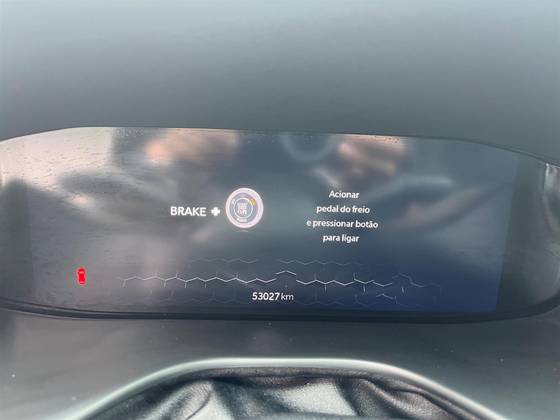 BRAKE +
Acionar
pedal do freio
e pressionar botão
para ligar
53027 km